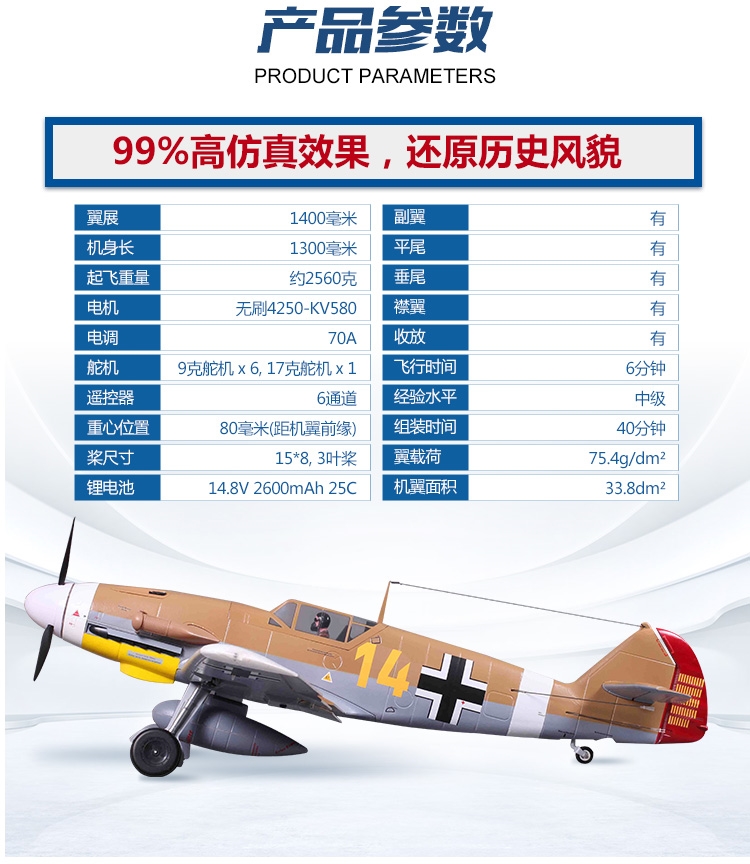 产品参数
PRODUCT PARAMETERS
99%高仿真效果，还原历史风貌
翼展 1400毫米
机身长 1300毫米
起飞重量 约2560克
电机 无刷4250-KV580
电调 70A
舵机 9克舵机 x 6, 17克舵机 x 1
遥控器 6通道
重心位置 80毫米(距机翼前缘)
桨尺寸 15*8, 3叶桨
锂电池 14.8V 2600mAh 25C
副翼 有
平尾 有
垂尾 有
襟翼 有
收放 有
飞行时间 6分钟
经验水平 中级
组装时间 40分钟
翼载荷 75.4g/dm²
机翼面积 33.8dm²
14